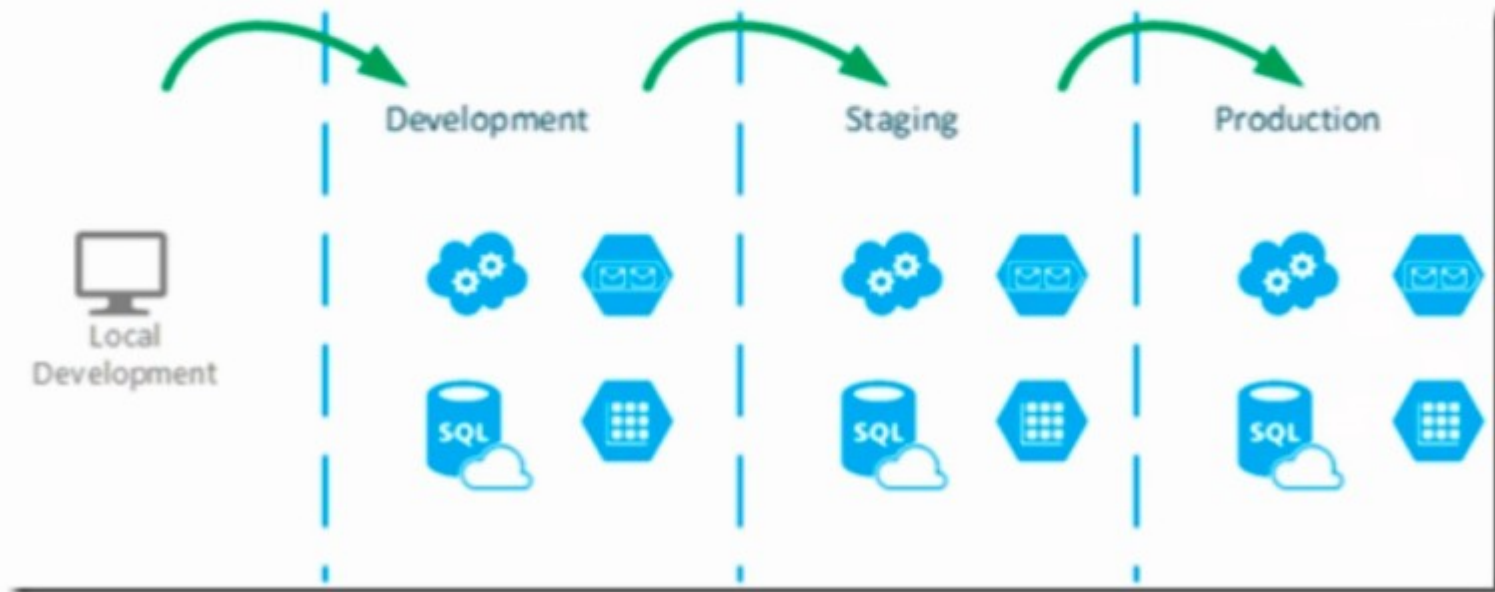 Development
Staging
Production
Local
Development
SQL
SQL
SQL